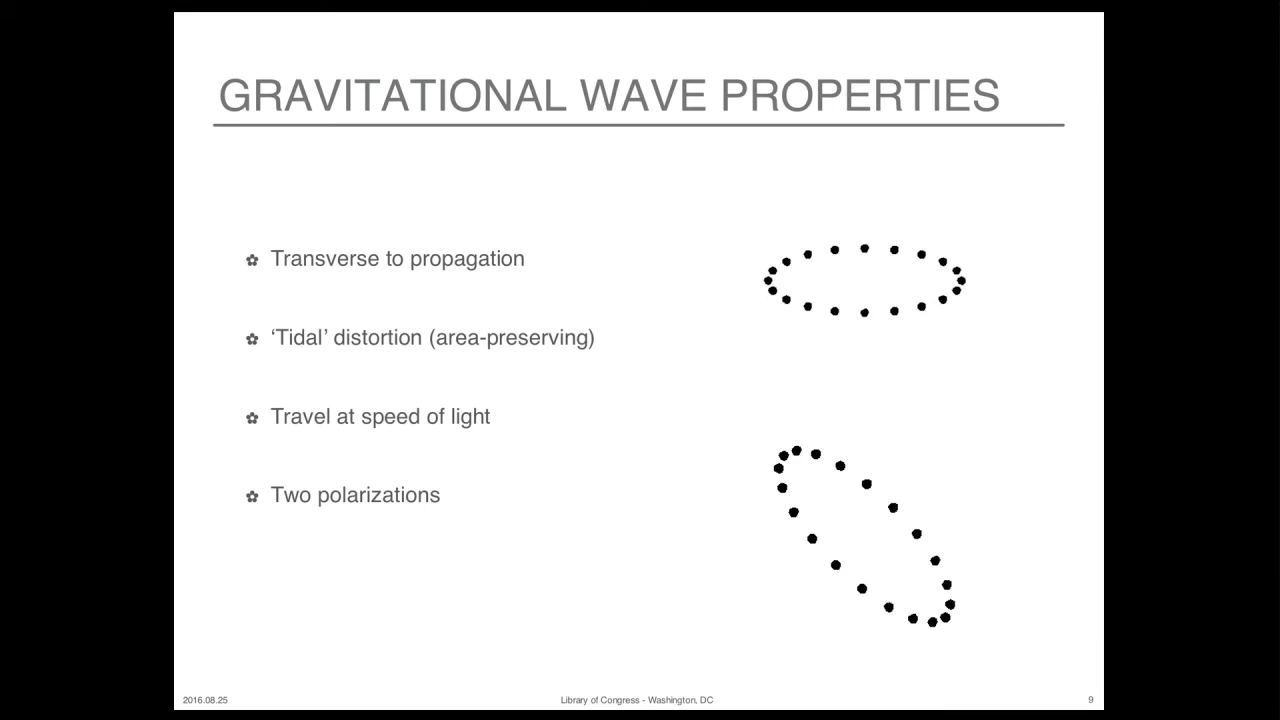 GRAVITATIONAL WAVE PROPERTIES
Transverse to propagation
‘Tidal’ distortion (area-preserving)
Travel at speed of light
Two polarizations
2016.08.25
Library of Congress - Washington, DC
9